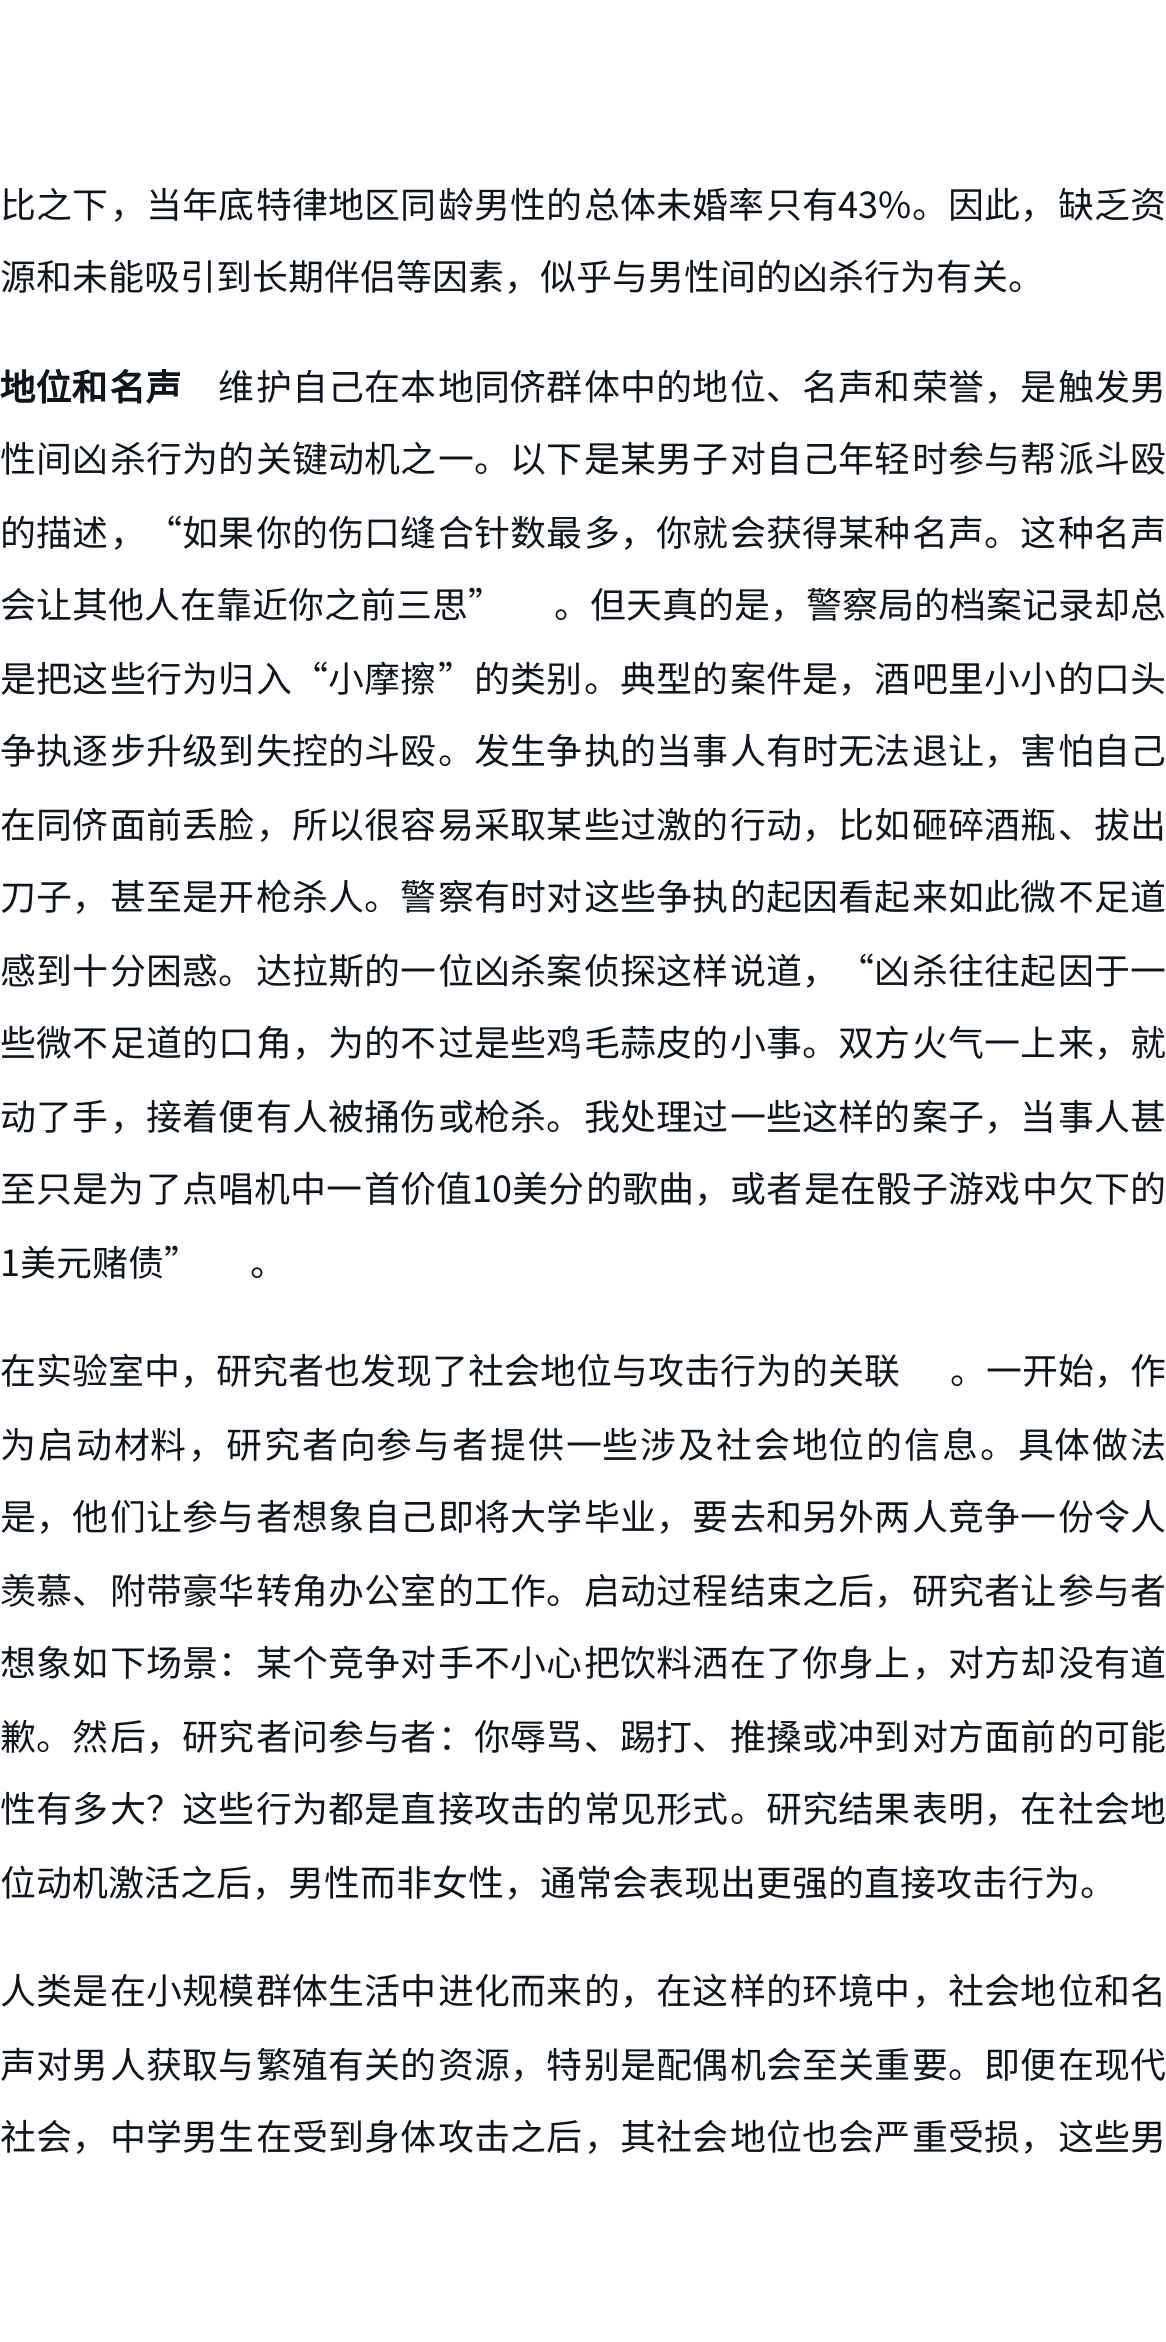 比之下，当年底特律地区同龄男性的总体未婚率只有43%。因此，缺乏资
源和未能吸引到长期伴侣等因素，似乎与男性间的凶杀行为有关。
地位和名声　维护自己在本地同侪群体中的地位、名声和荣誉，是触发男
性间凶杀行为的关键动机之一。以下是某男子对自己年轻时参与帮派斗殴
的描述，“如果你的伤口缝合针数最多，你就会获得某种名声。这种名声
会让其他人在靠近你之前三思”　　。但天真的是，警察局的档案记录却总
是把这些行为归入“小摩擦”的类别。典型的案件是，酒吧里小小的口头
争执逐步升级到失控的斗殴。发生争执的当事人有时无法退让，害怕自己
在同侪面前丢脸，所以很容易采取某些过激的行动，比如砸碎酒瓶、拔出
刀子，甚至是开枪杀人。警察有时对这些争执的起因看起来如此微不足道
感到十分困惑。达拉斯的一位凶杀案侦探这样说道，“凶杀往往起因于一
些微不足道的口角，为的不过是些鸡毛蒜皮的小事。双方火气一上来，就
动了手，接着便有人被捅伤或枪杀。我处理过一些这样的案子，当事人甚
至只是为了点唱机中一首价值10美分的歌曲，或者是在骰子游戏中欠下的
1美元赌债”　　。
在实验室中，研究者也发现了社会地位与攻击行为的关联　。一开始，作
为启动材料，研究者向参与者提供一些涉及社会地位的信息。具体做法
是，他们让参与者想象自己即将大学毕业，要去和另外两人竞争一份令人
羡慕、附带豪华转角办公室的工作。启动过程结束之后，研究者让参与者
想象如下场景：某个竞争对手不小心把饮料洒在了你身上，对方却没有道
歉。然后，研究者问参与者：你辱骂、踢打、推搡或冲到对方面前的可能
性有多大？这些行为都是直接攻击的常见形式。研究结果表明，在社会地
位动机激活之后，男性而非女性，通常会表现出更强的直接攻击行为。
人类是在小规模群体生活中进化而来的，在这样的环境中，社会地位和名
声对男人获取与繁殖有关的资源，特别是配偶机会至关重要。即便在现代
社会，中学男生在受到身体攻击之后，其社会地位也会严重受损，这些男